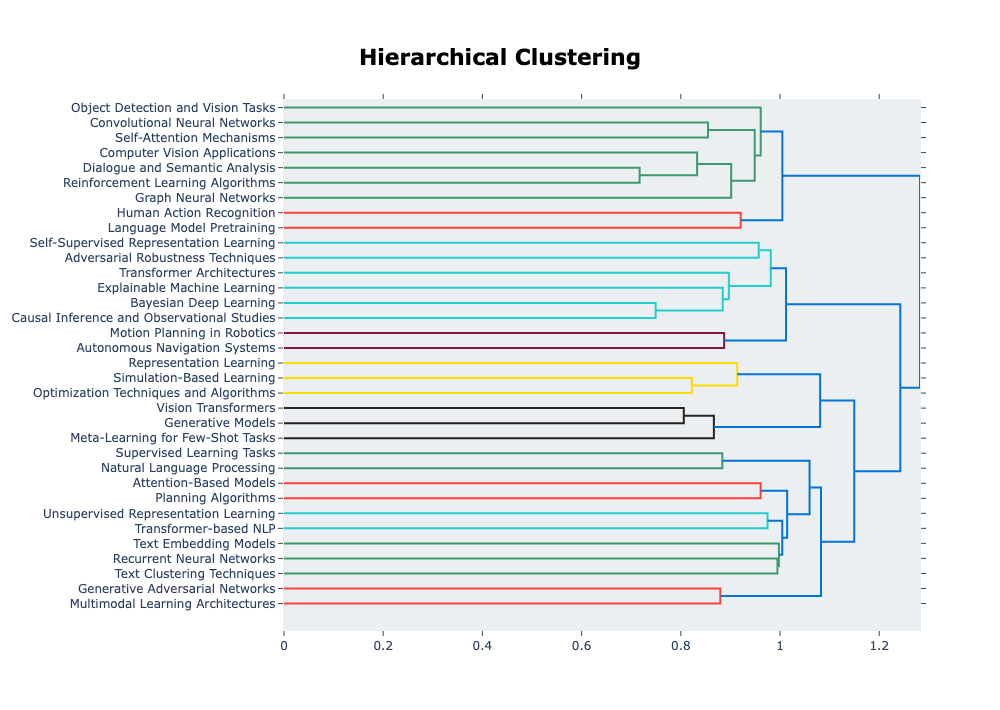 Hierarchical Clustering
Object Detection and Vision Tasks
Convolutional Neural Networks
Self-Attention Mechanisms
Computer Vision Applications
Dialogue and Semantic Analysis
Reinforcement Learning Algorithms
Graph Neural Networks
Human Action Recognition
Language Model Pretraining
Self-Supervised Representation Learning
Adversarial Robustness Techniques
Transformer Architectures
Explainable Machine Learning
Bayesian Deep Learning
Causal Inference and Observational Studies
Motion Planning in Robotics
Autonomous Navigation Systems
Representation Learning
Simulation-Based Learning
Optimization Techniques and Algorithms
Vision Transformers
Generative Models
Meta-Learning for Few-Shot Tasks
Supervised Learning Tasks
Natural Language Processing
Attention-Based Models
Planning Algorithms
Unsupervised Representation Learning
Transformer-based NLP
Text Embedding Models
Recurrent Neural Networks
Text Clustering Techniques
Generative Adversarial Networks
Multimodal Learning Architectures
0 0.2 0.4 0.6 0.8 1 1.2